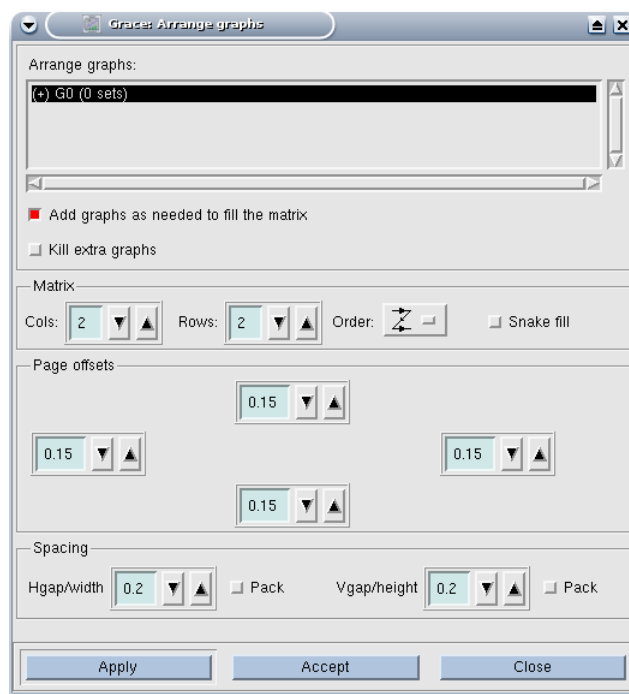 Grace: Arrange graphs
Arrange graphs:
(+) G0 (0 sets)
Add graphs as needed to fill the matrix
Kill extra graphs
Matrix
Cols: 2 Rows: 2 Order: Snake fill
Page offsets
0.15
0.15 0.15
0.15
Spacing
Hgap/width 0.2 Pack Vgap/height 0.2 Pack
Apply Accept Close